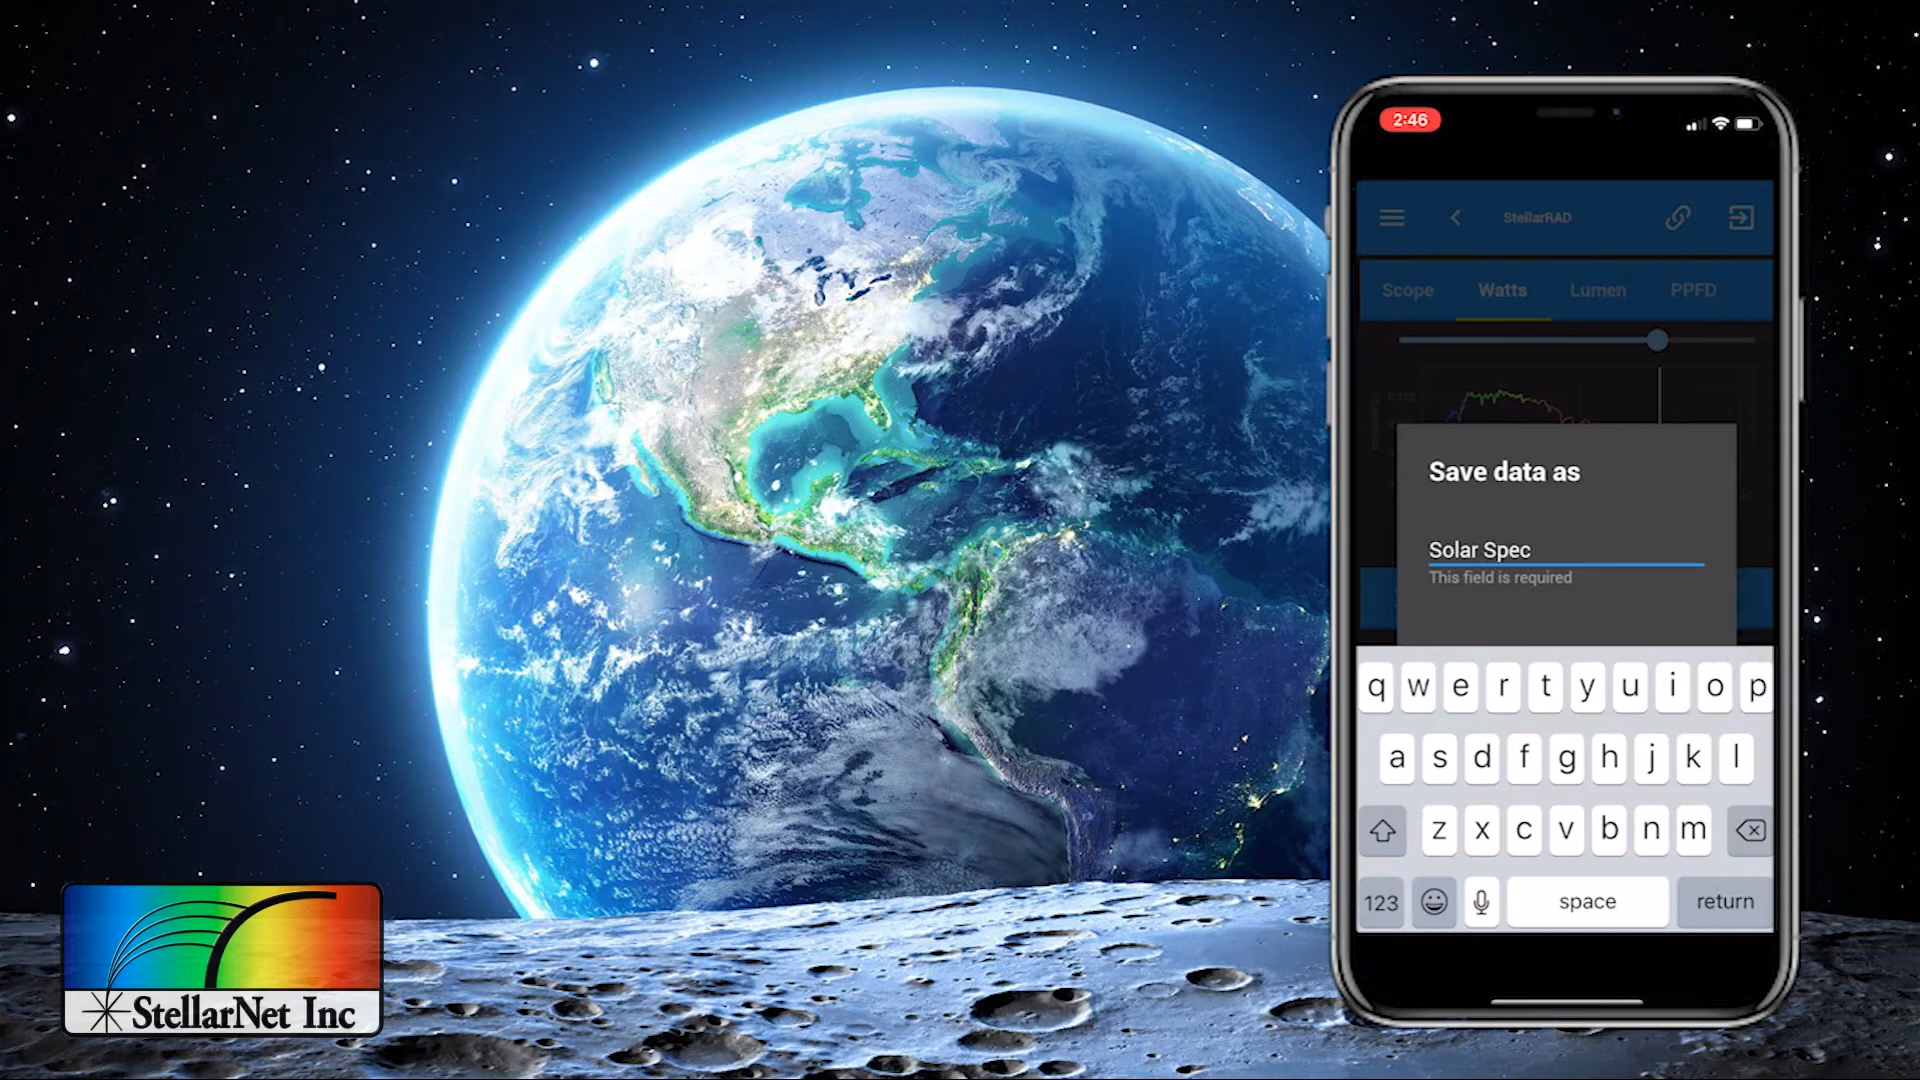 2:46
StellarRAD
Scope Watts Lumen PPFD
Save data as
Solar Spec
This field is required
q w e r t y u i o p
a s d f g h j k l
z x c v b n m
123 space return
StellarNet Inc